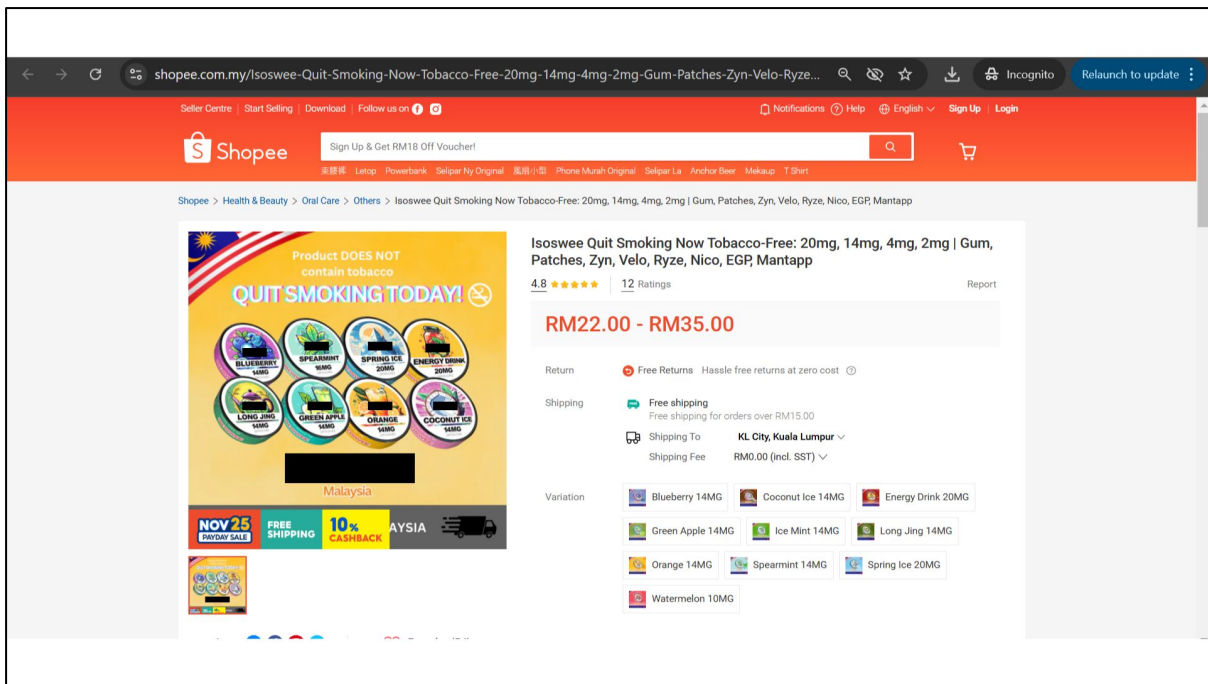 shopee.com.my/Isoswee-Quit-Smoking-Now-Tobacco-Free-20mg-14mg-4mg-2mg-Gum-Patches-Zyn-Velo-Ryze...
Incognito
Relaunch to update
Seller Centre | Start Selling | Download | Follow us on
Notifications
Help
English
Sign Up | Login
Shopee
Sign Up & Get RM18 Off Voucher!
束腰裤 Letop Powerbank Selipar Ny Original 風扇小型 Phone Murah Original Selipar La Anchor Beer Mekaup T Shirt
Shopee > Health & Beauty > Oral Care > Others > Isoswee Quit Smoking Now Tobacco-Free: 20mg, 14mg, 4mg, 2mg | Gum, Patches, Zyn, Velo, Ryze, Nico, EGP, Mantapp
Product DOES NOT
contain tobacco
QUIT SMOKING TODAY!
BLUEBERRY
14MG
SPEARMINT
16MG
SPRING ICE
20MG
ENERGY DRINK
20MG
LONG JING
14MG
GREEN APPLE
14MG
ORANGE
14MG
COCONUT ICE
14MG
Malaysia
NOV 25
PAYDAY SALE
FREE
SHIPPING
10%
CASHBACK
AYSIA
Isoswee Quit Smoking Now Tobacco-Free: 20mg, 14mg, 4mg, 2mg | Gum,
Patches, Zyn, Velo, Ryze, Nico, EGP, Mantapp
4.8
12 Ratings
Report
RM22.00 - RM35.00
Return
Free Returns Hassle free returns at zero cost
Shipping
Free shipping
Free shipping for orders over RM15.00
Shipping To KL City, Kuala Lumpur
Shipping Fee RM0.00 (incl. SST)
Variation
Blueberry 14MG
Coconut Ice 14MG
Energy Drink 20MG
Green Apple 14MG
Ice Mint 14MG
Long Jing 14MG
Orange 14MG
Spearmint 14MG
Spring Ice 20MG
Watermelon 10MG